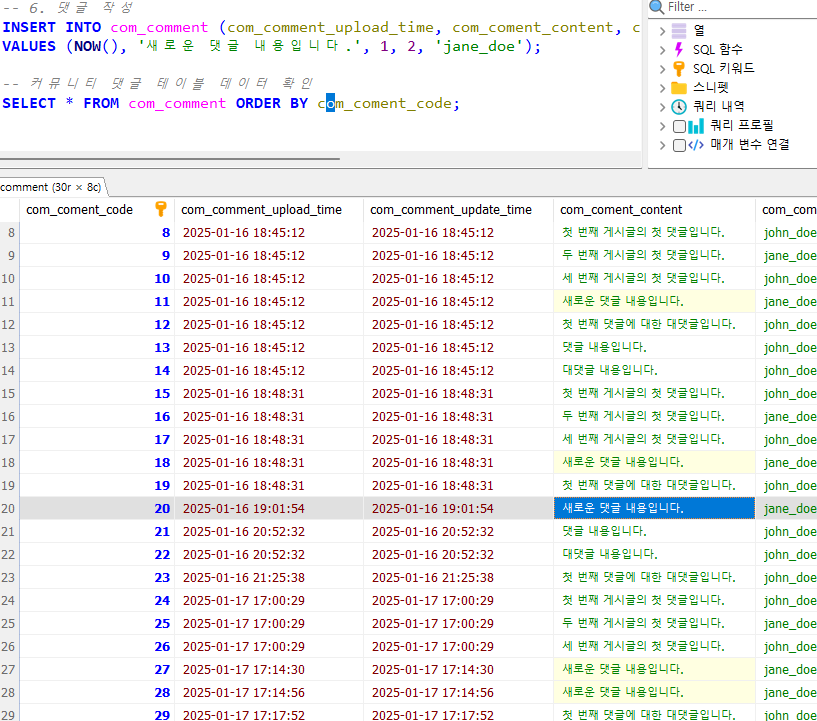 -- 6. 댓글 작성
INSERT INTO com_comment (com_comment_upload_time, com_coment_content, c
VALUES (NOW(), '새로운 댓글 내용입니다.', 1, 2, 'jane_doe');
-- 커뮤니티 댓글 테이블 데이터 확인
SELECT * FROM com_comment ORDER BY com_coment_code;
Filter ...
열
SQL 함수
SQL 키워드
스니펫
쿼리 내역
쿼리 프로필
매개 변수 연결
comment (30r × 8c)
com_coment_code com_comment_upload_time com_comment_update_time com_coment_content com_com
8 8 2025-01-16 18:45:12 2025-01-16 18:45:12 첫 번째 게시글의 첫 댓글입니다. john_doe
9 9 2025-01-16 18:45:12 2025-01-16 18:45:12 두 번째 게시글의 첫 댓글입니다. jane_doe
10 10 2025-01-16 18:45:12 2025-01-16 18:45:12 세 번째 게시글의 첫 댓글입니다. john_doe
11 11 2025-01-16 18:45:12 2025-01-16 18:45:12 새로운 댓글 내용입니다. jane_doe
12 12 2025-01-16 18:45:12 2025-01-16 18:45:12 첫 번째 댓글에 대한 대댓글입니다. john_doe
13 13 2025-01-16 18:45:12 2025-01-16 18:45:12 댓글 내용입니다. john_doe
14 14 2025-01-16 18:45:12 2025-01-16 18:45:12 대댓글 내용입니다. john_doe
15 15 2025-01-16 18:48:31 2025-01-16 18:48:31 첫 번째 게시글의 첫 댓글입니다. john_doe
16 16 2025-01-16 18:48:31 2025-01-16 18:48:31 두 번째 게시글의 첫 댓글입니다. jane_doe
17 17 2025-01-16 18:48:31 2025-01-16 18:48:31 세 번째 게시글의 첫 댓글입니다. john_doe
18 18 2025-01-16 18:48:31 2025-01-16 18:48:31 새로운 댓글 내용입니다. jane_doe
19 19 2025-01-16 18:48:31 2025-01-16 18:48:31 첫 번째 댓글에 대한 대댓글입니다. john_doe
20 20 2025-01-16 19:01:54 2025-01-16 19:01:54 새로운 댓글 내용입니다. jane_doe
21 21 2025-01-16 20:52:32 2025-01-16 20:52:32 댓글 내용입니다. john_doe
22 22 2025-01-16 20:52:32 2025-01-16 20:52:32 대댓글 내용입니다. john_doe
23 23 2025-01-16 21:25:38 2025-01-16 21:25:38 첫 번째 댓글에 대한 대댓글입니다. john_doe
24 24 2025-01-17 17:00:29 2025-01-17 17:00:29 첫 번째 게시글의 첫 댓글입니다. john_doe
25 25 2025-01-17 17:00:29 2025-01-17 17:00:29 두 번째 게시글의 첫 댓글입니다. jane_doe
26 26 2025-01-17 17:00:29 2025-01-17 17:00:29 세 번째 게시글의 첫 댓글입니다. john_doe
27 27 2025-01-17 17:14:30 2025-01-17 17:14:30 새로운 댓글 내용입니다. jane_doe
28 28 2025-01-17 17:14:56 2025-01-17 17:14:56 새로운 댓글 내용입니다. jane_doe
29 29 2025-01-17 17:17:52 2025-01-17 17:17:52 첫 번째 댓글에 대한 대댓글입니다. john_doe